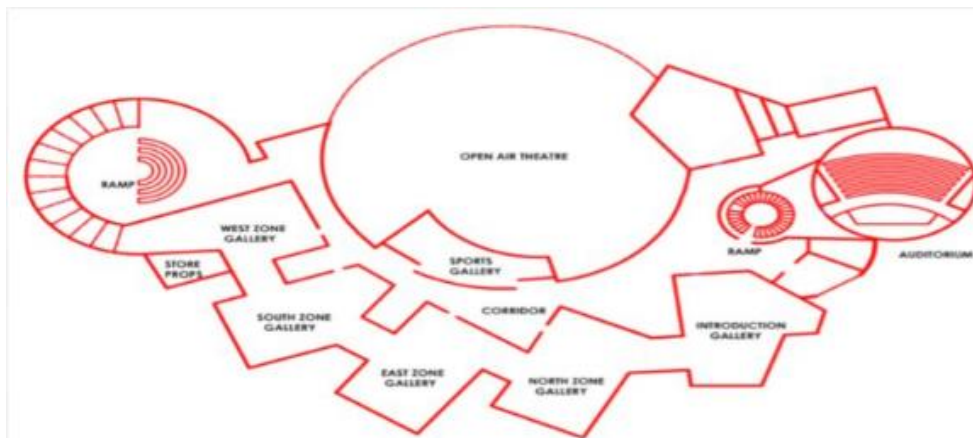 OPEN AIR THEATRE
RAMP
WEST ZONE
GALLERY
STORE
PROPS
SPORTS
GALLERY
RAMP
AUDITORIUM
SOUTH ZONE
GALLERY
CORRIDOR
INTRODUCTION
GALLERY
EAST ZONE
GALLERY
NORTH ZONE
GALLERY